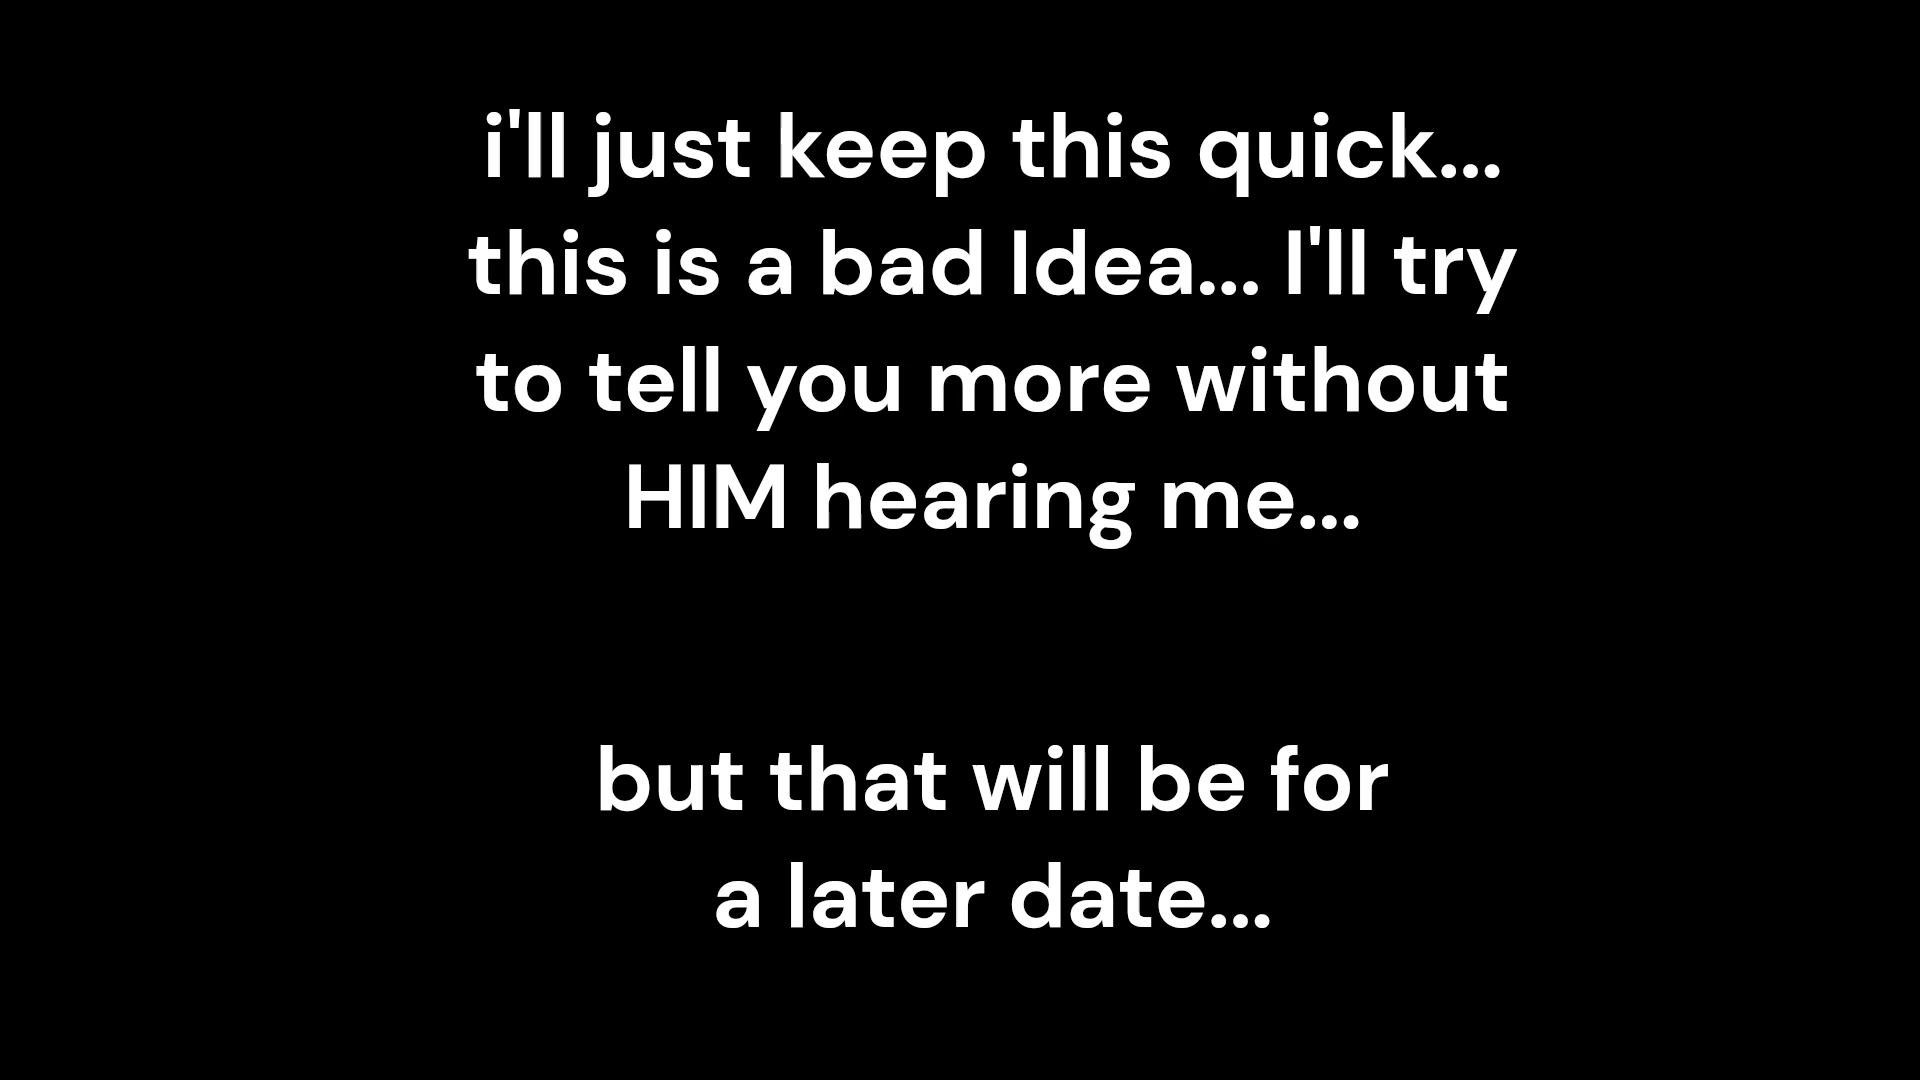 i'll just keep this quick...
this is a bad Idea... I'll try
to tell you more without
HIM hearing me...
but that will be for
a later date...